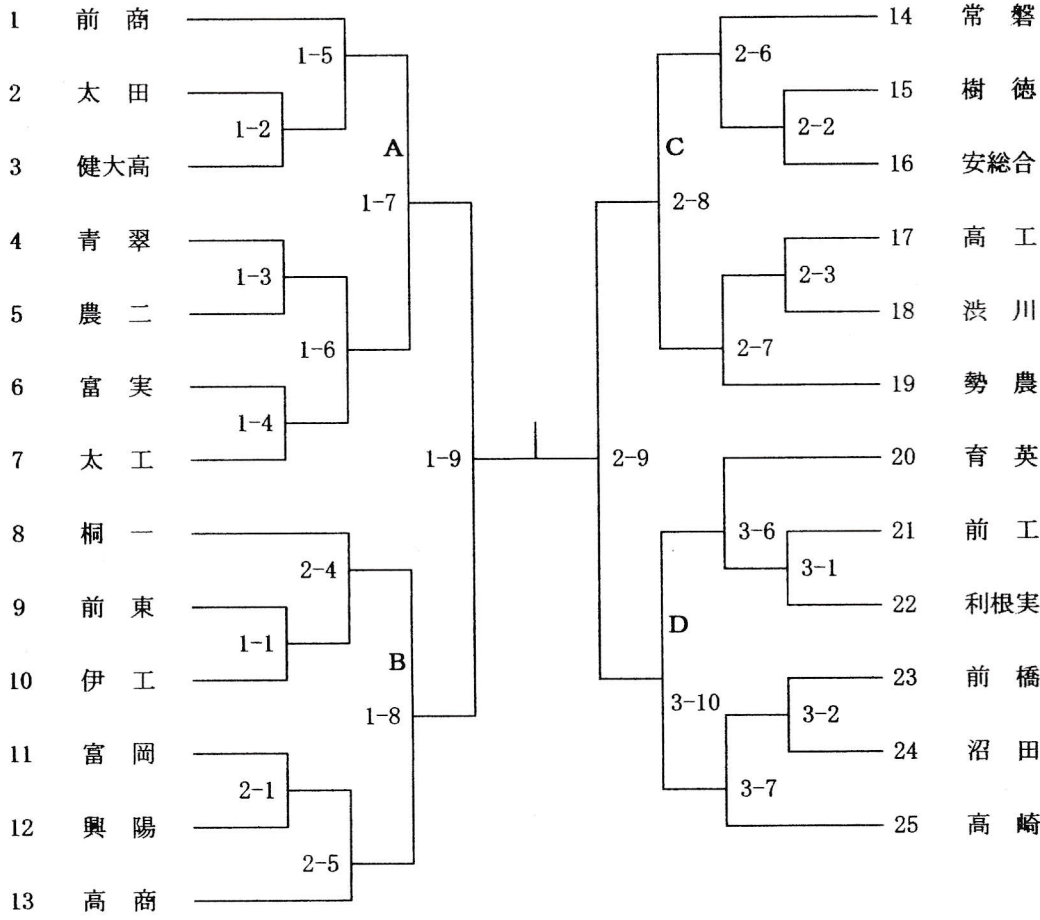 1 前商
1-5
2 太田
1-2
3 健大高
A
1-7
4 青翠
1-3
5 農二
1-6
6 富実
1-4
7 太工
1-9
8 桐一
2-4
9 前東
1-1
10 伊工
B
1-8
11 富岡
2-1
12 興陽
2-5
13 高商
14 常磐
2-6
15 樹徳
2-2
16 安総合
C
2-8
17 高工
2-3
18 渋川
2-7
19 勢農
2-9
20 育英
3-6
21 前工
3-1
22 利根実
D
3-10
23 前橋
3-2
24 沼田
3-7
25 高崎